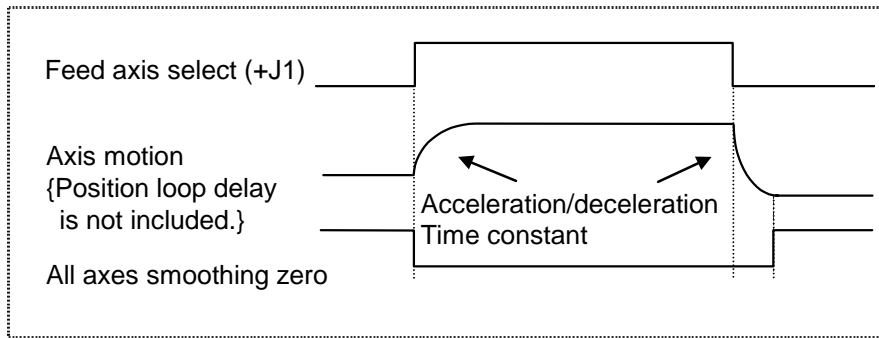 Feed axis select (+J1)
Axis motion
{Position loop delay
is not included.}
Acceleration/deceleration
Time constant
All axes smoothing zero